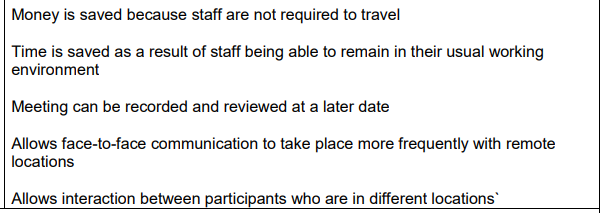 Money is saved because staff are not required to travel
Time is saved as a result of staff being able to remain in their usual working
environment
Meeting can be recorded and reviewed at a later date
Allows face-to-face communication to take place more frequently with remote
locations
Allows interaction between participants who are in different locations`